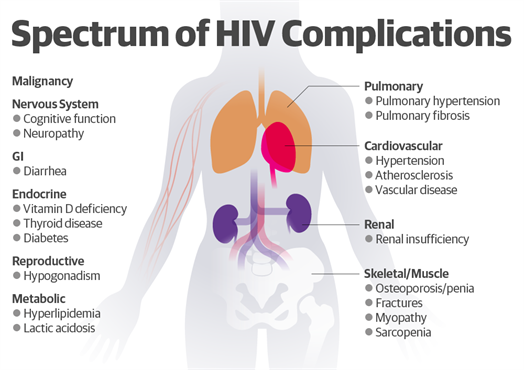 Spectrum of HIV Complications
Malignancy
Nervous System
Cognitive function
Neuropathy
GI
Diarrhea
Endocrine
Vitamin D deficiency
Thyroid disease
Diabetes
Reproductive
Hypogonadism
Metabolic
Hyperlipidemia
Lactic acidosis
Pulmonary
Pulmonary hypertension
Pulmonary fibrosis
Cardiovascular
Hypertension
Atherosclerosis
Vascular disease
Renal
Renal insufficiency
Skeletal/Muscle
Osteoporosis/penia
Fractures
Myopathy
Sarcopenia